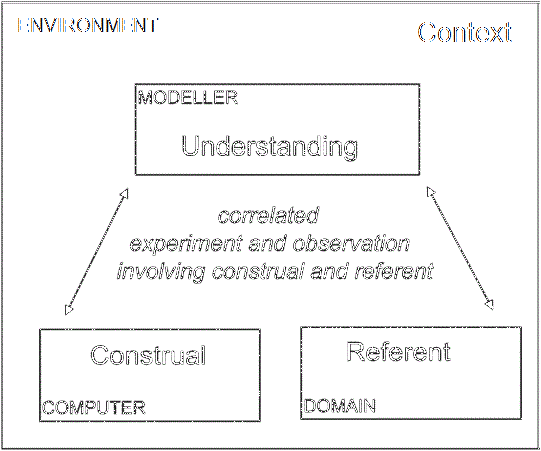 ENVIRONMENT
Context
MODELLER
Understanding
correlated
experiment and observation
involving construal and referent
Construal
COMPUTER
Referent
DOMAIN